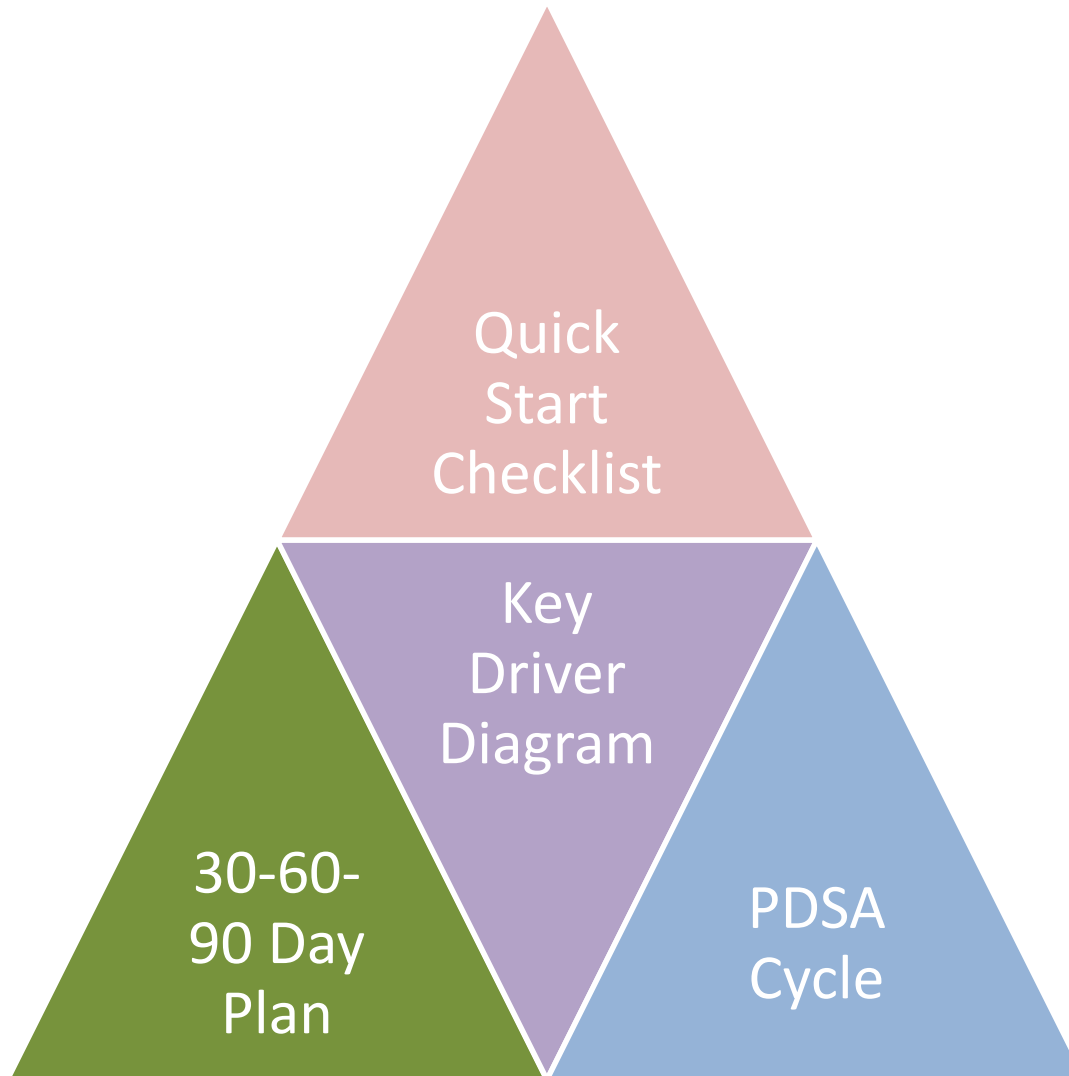 Quick
Start
Checklist
Key
Driver
Diagram
30-60-
90 Day
Plan
PDSA
Cycle